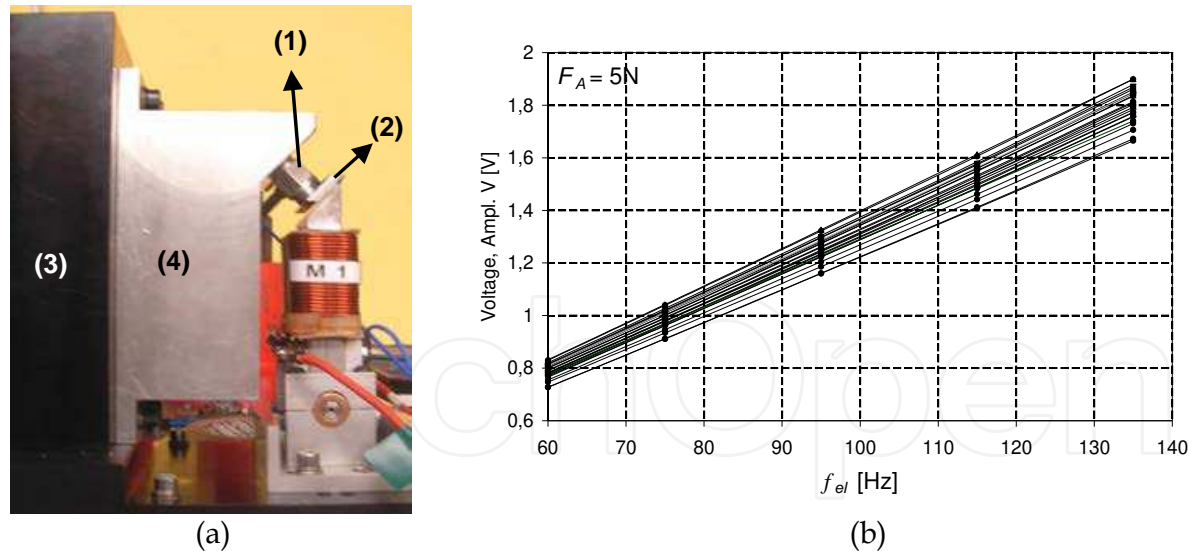 (1)
(2)
(3)
(4)
M 1
(a)
F_A = 5N
Voltage, Ampl. V [V]
2
1,8
1,6
1,4
1,2
1
0,8
0,6
60 70 80 90 100 110 120 130 140
f_el [Hz]
chOpen
(b)